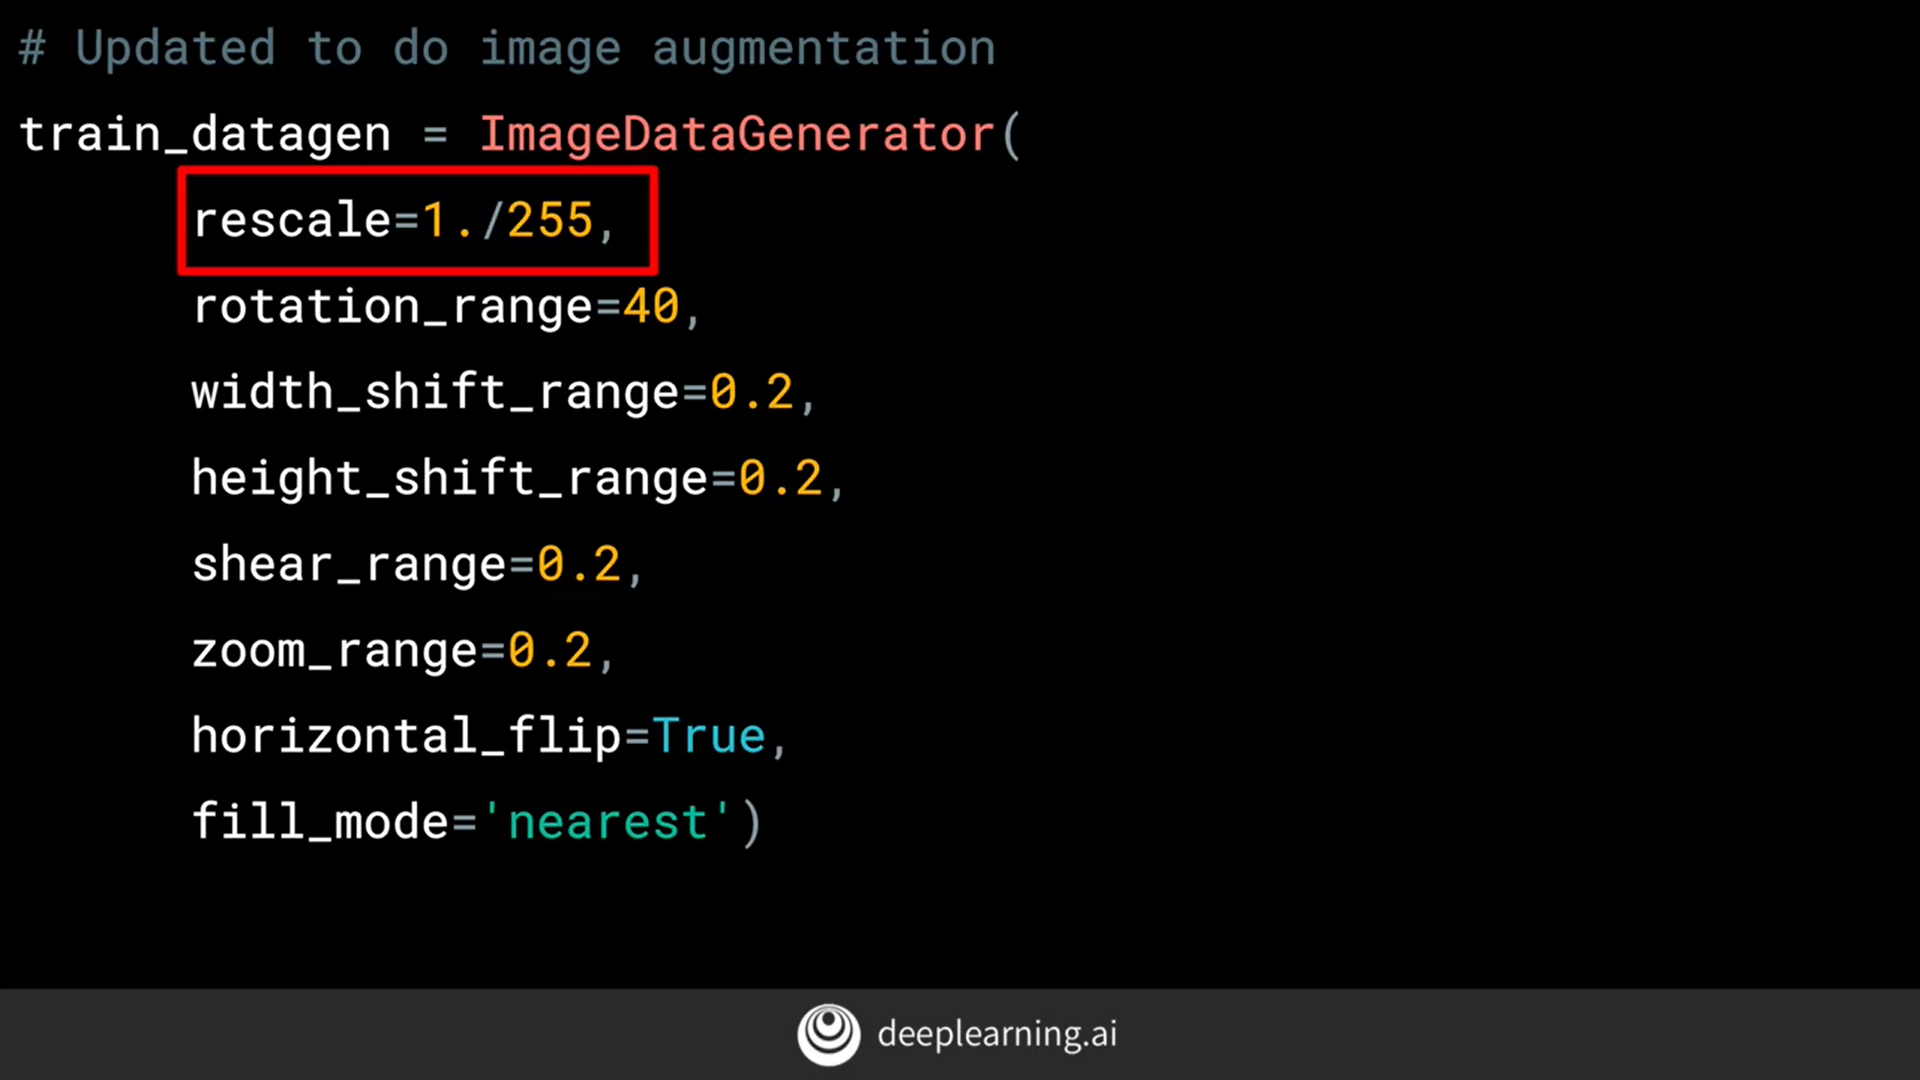 # Updated to do image augmentation
train_datagen = ImageDataGenerator(
rescale=1./255,
rotation_range=40,
width_shift_range=0.2,
height_shift_range=0.2,
shear_range=0.2,
zoom_range=0.2,
horizontal_flip=True,
fill_mode='nearest')
deeplearning.ai